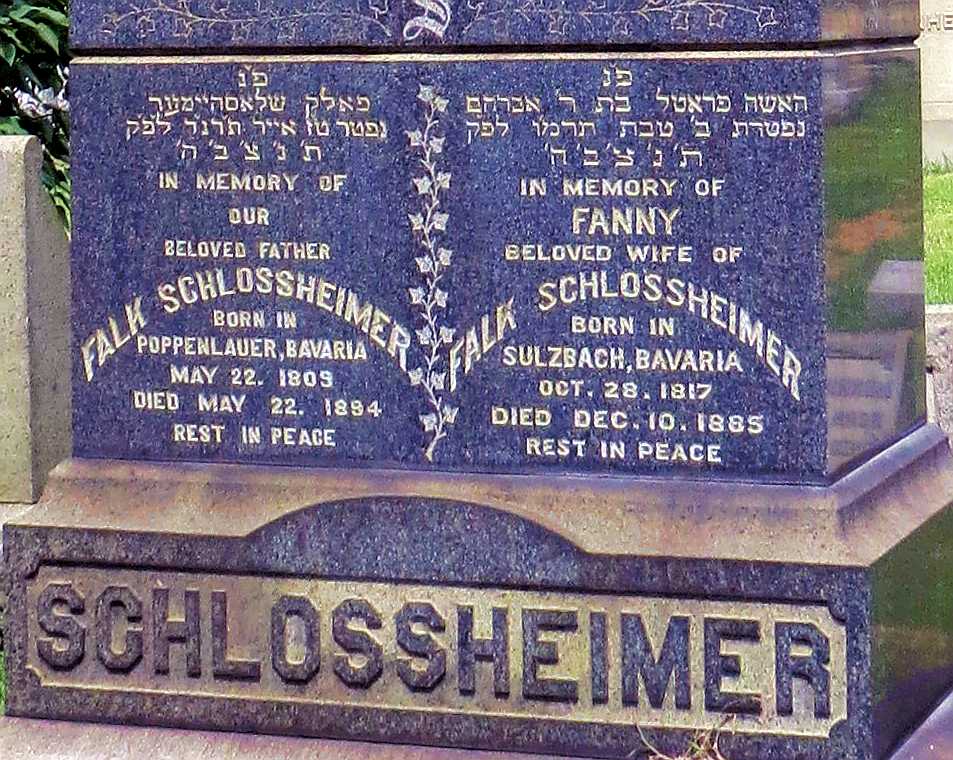 פ״נ
פאלק שלאססהיימער
נפטר טז אייר תרנד לפק
ת׳ נ׳ צ׳ ב׳ ה׳
IN MEMORY OF
OUR
BELOVED FATHER
FALK SCHLOSSHEIMER
BORN IN
POPPENLAUER, BAVARIA
MAY 22. 1809
DIED MAY 22. 1894
REST IN PEACE
פ״נ
האשה פראטל בת ר׳ אברהם
נפטרת ב׳ טבת תרמו לפק
ת׳ נ׳ צ׳ ב׳ ה׳
IN MEMORY OF
FANNY
BELOVED WIFE OF
FALK SCHLOSSHEIMER
BORN IN
SULZBACH, BAVARIA
OCT. 28. 1817
DIED DEC. 10. 1885
REST IN PEACE
SCHLOSSHEIMER